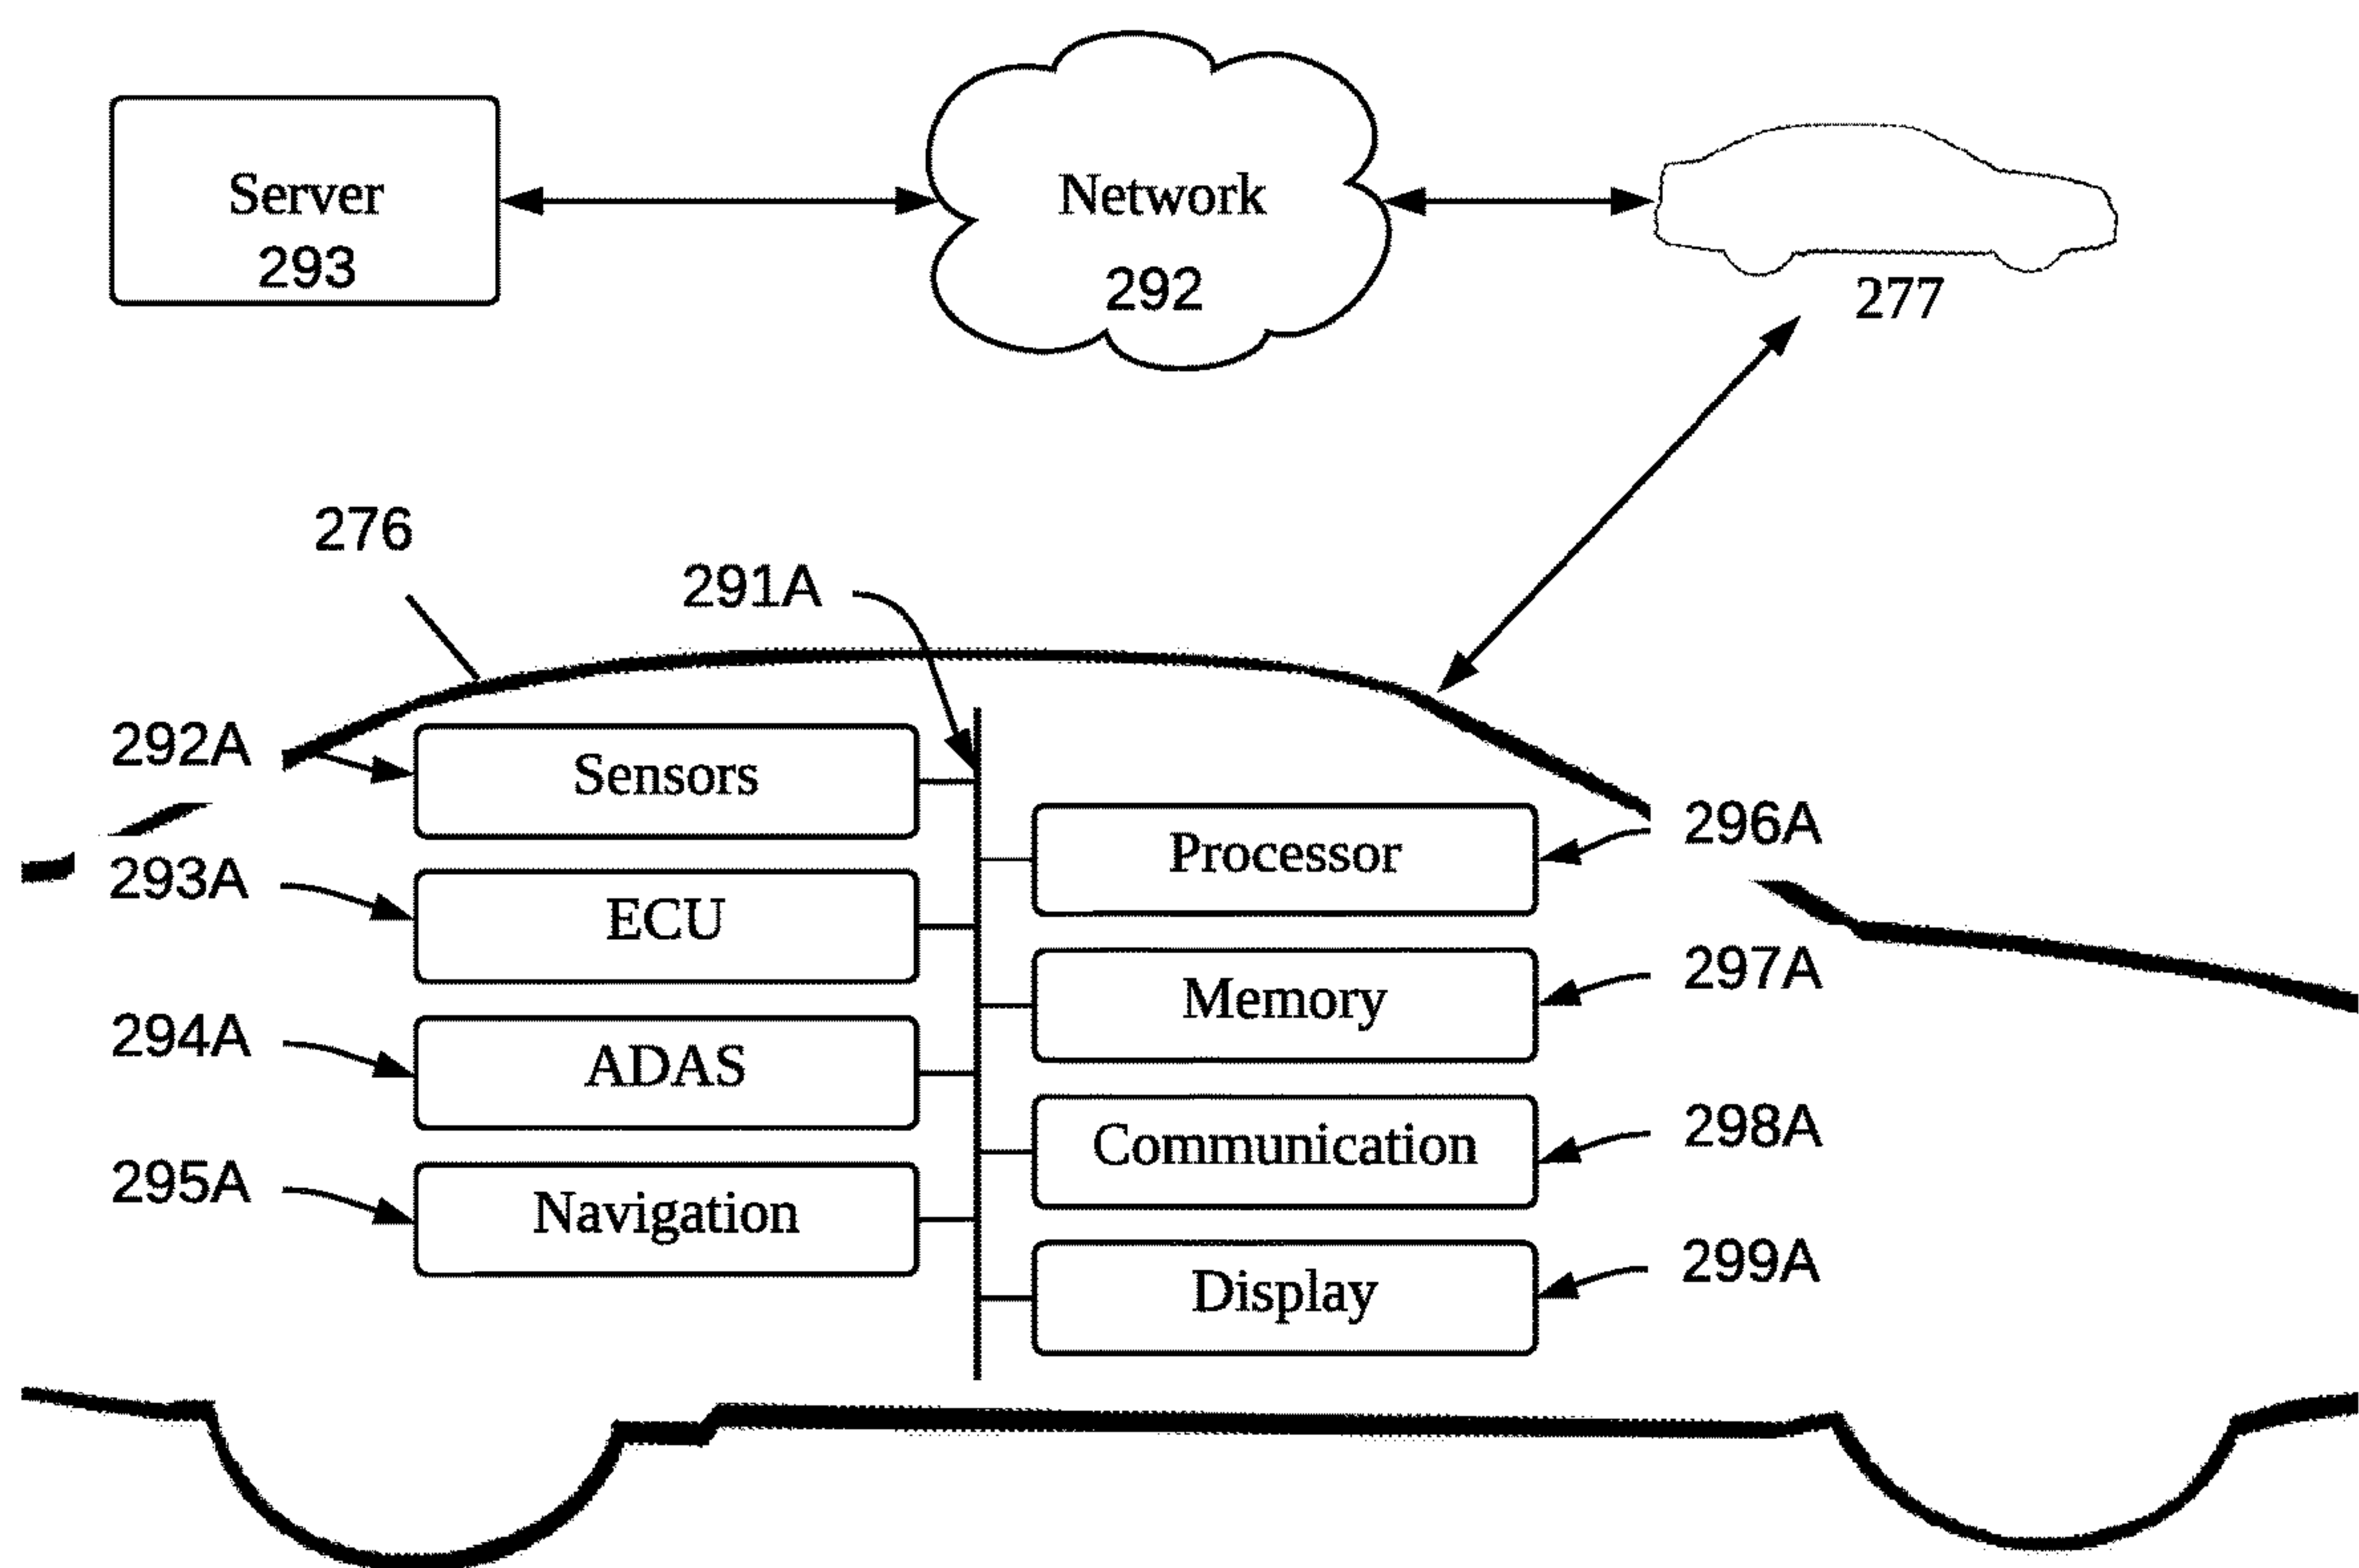 Server
293
Network
292
277
276
291A
292A
Sensors
293A
ECU
294A
ADAS
295A
Navigation
Processor
296A
Memory
297A
Communication
298A
Display
299A